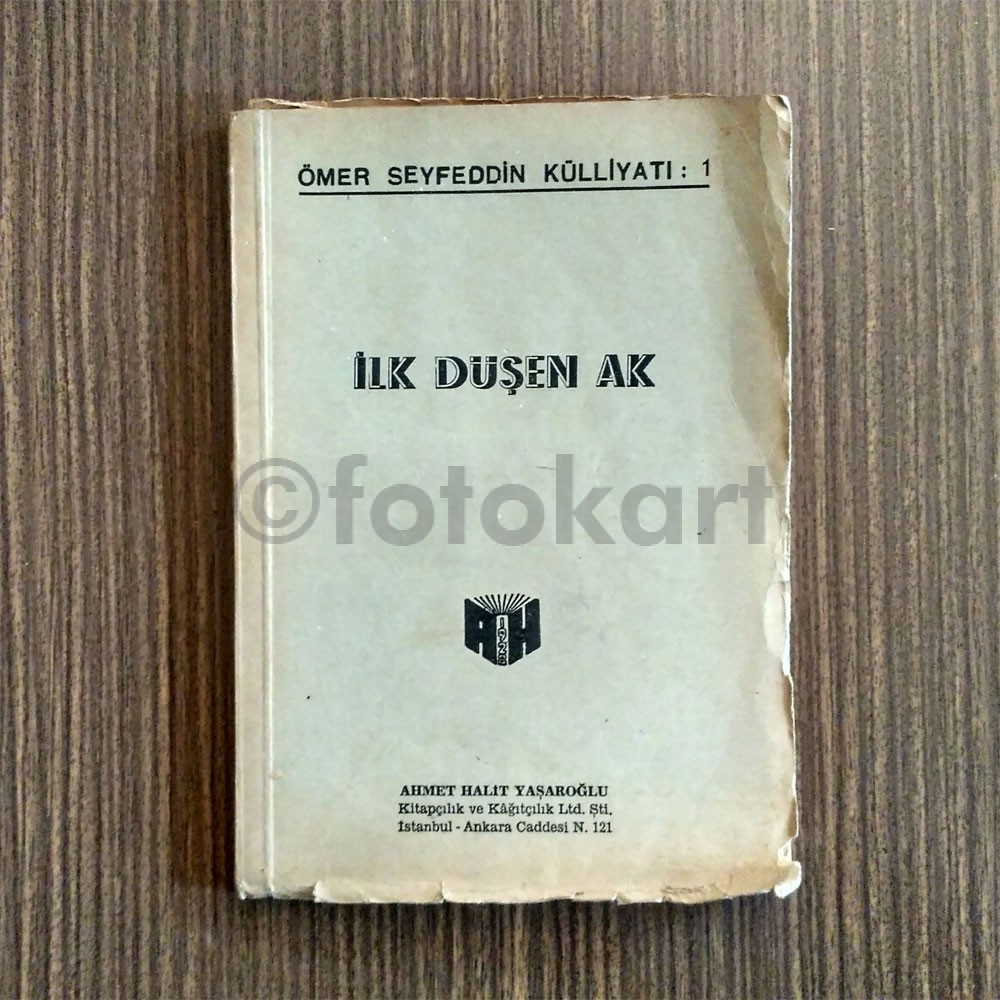 ÖMER SEYFEDDİN KÜLLİYATI : 1
İLK DÜŞEN AK
©fotokart
A 1928 H
AHMET HALİT YAŞAROĞLU
Kitapçılık ve Kâğıtçılık Ltd. Şti.
İstanbul - Ankara Caddesi N. 121